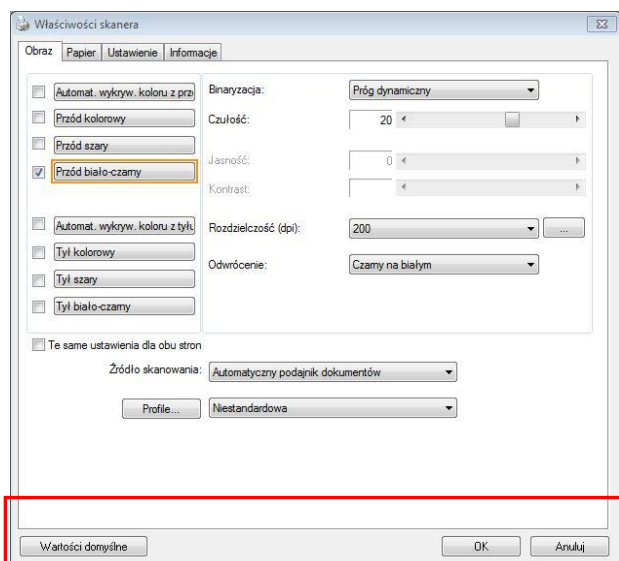 Właściwości skanera
Obraz Papier Ustawienie Informacje
Automat. wykryw. koloru z prz
Przód kolorowy
Przód szary
Przód biało-czarny
Automat. wykryw. koloru z tyłu
Tył kolorowy
Tył szary
Tył biało-czarny
Binaryzacja: Próg dynamiczny
Czułość: 20
Jasność: 0
Kontrast:
Rozdzielczość (dpi): 200 ...
Odwrócenie: Czarny na białym
Te same ustawienia dla obu stron
Źródło skanowania: Automatyczny podajnik dokumentów
Profile... Niestandardowa
Wartości domyślne OK Anuluj